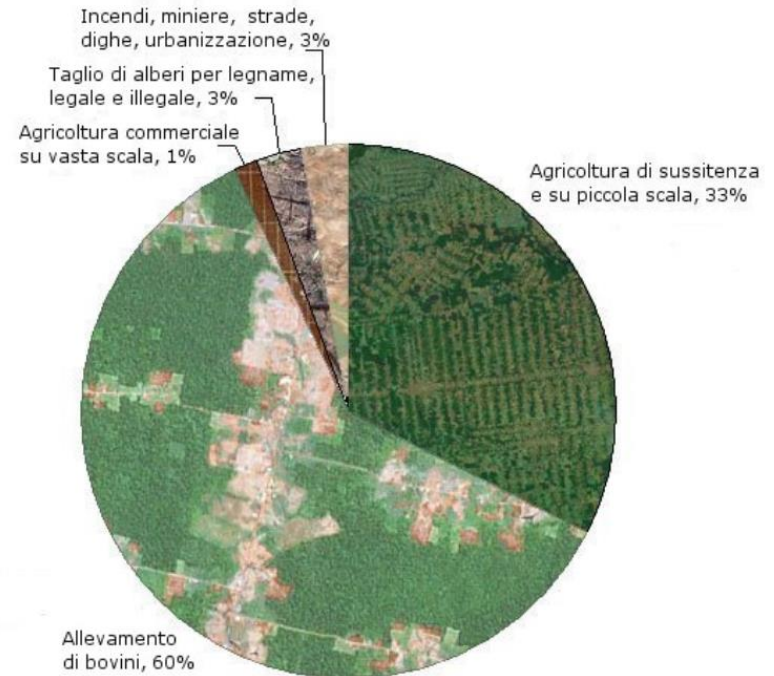 Incendi, miniere, strade,
dighe, urbanizzazione, 3%
Taglio di alberi per legname,
legale e illegale, 3%
Agricoltura commerciale
su vasta scala, 1%
Agricoltura di sussitenza
e su piccola scala, 33%
Allevamento
di bovini, 60%